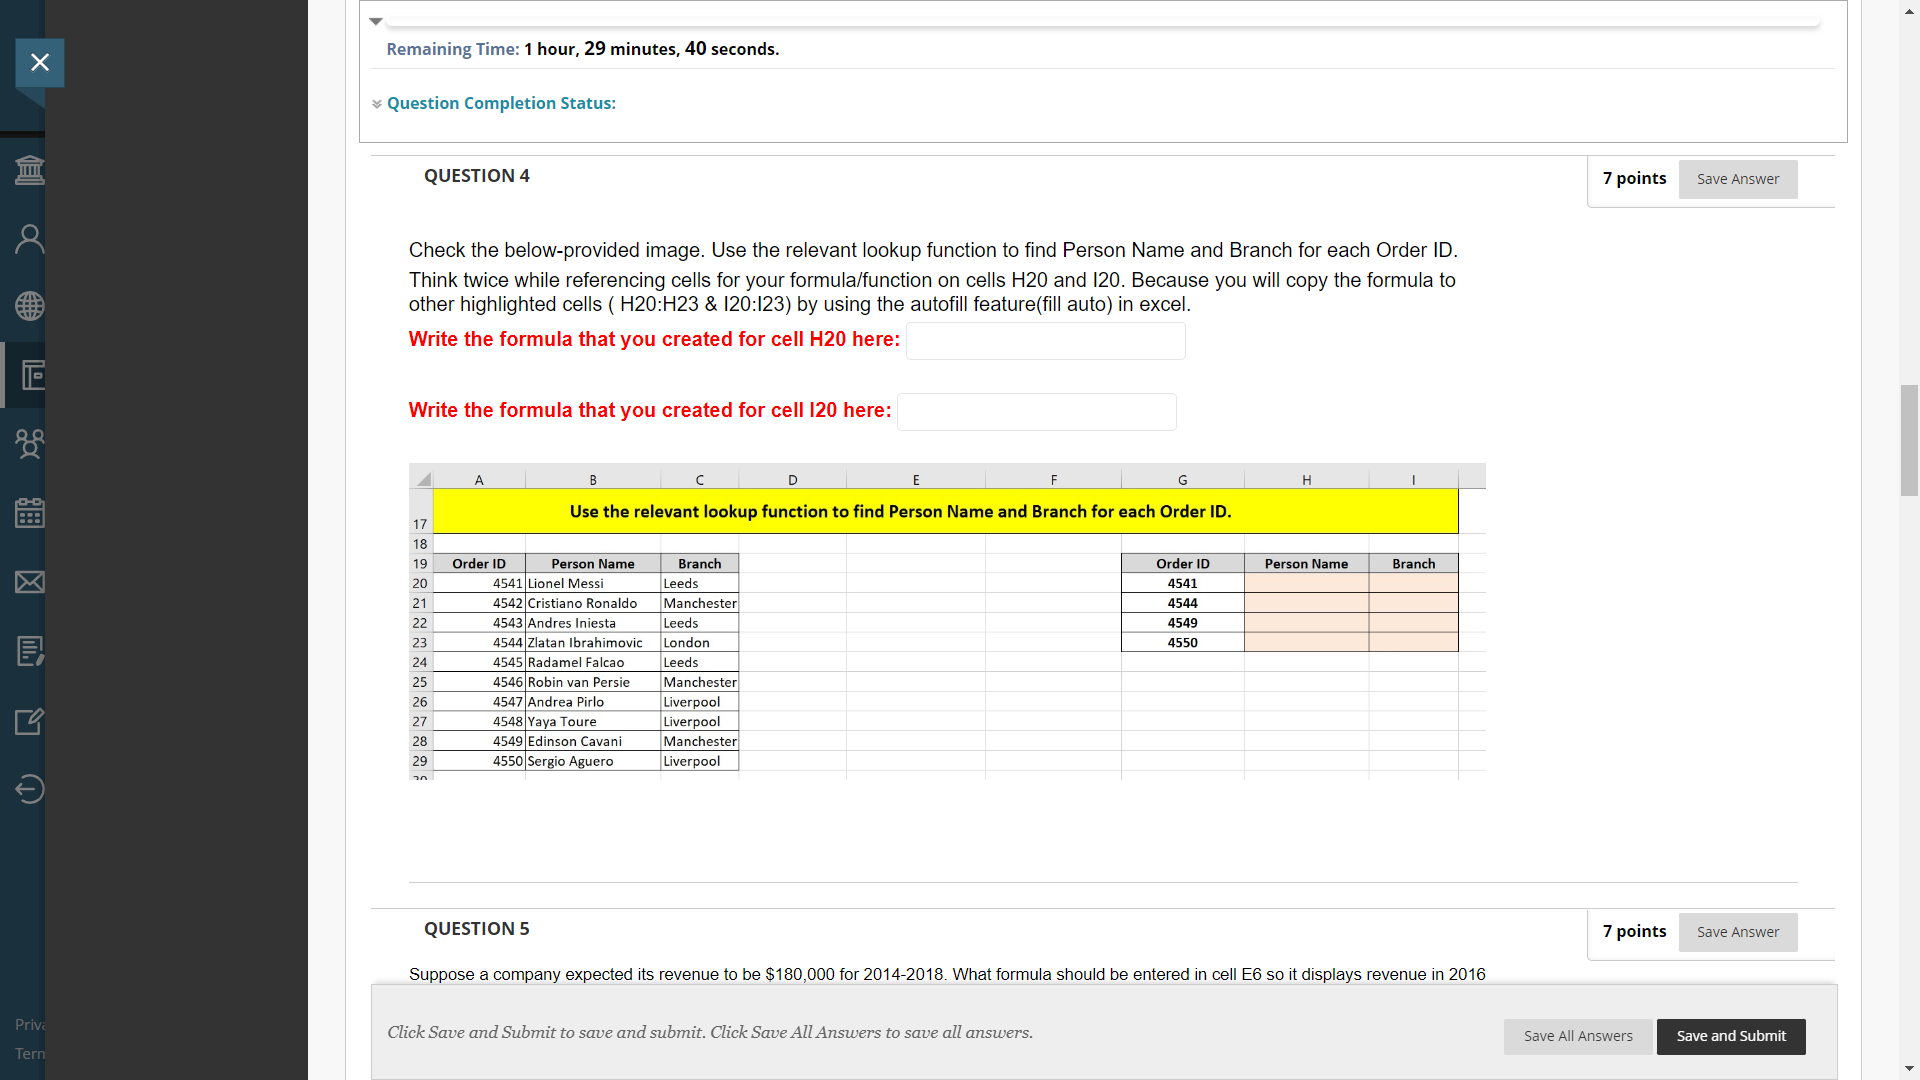 Remaining Time: 1 hour, 29 minutes, 40 seconds.
Question Completion Status:
QUESTION 4
7 points
Save Answer
Check the below-provided image. Use the relevant lookup function to find Person Name and Branch for each Order ID.
Think twice while referencing cells for your formula/function on cells H20 and I20. Because you will copy the formula to
other highlighted cells ( H20:H23 & I20:I23) by using the autofill feature(fill auto) in excel.
Write the formula that you created for cell H20 here:
Write the formula that you created for cell I20 here:
A B C D E F G H I
17 Use the relevant lookup function to find Person Name and Branch for each Order ID.
18
19 Order ID Person Name Branch Order ID Person Name Branch
20 4541 Lionel Messi Leeds 4541
21 4542 Cristiano Ronaldo Manchester 4544
22 4543 Andres Iniesta Leeds 4549
23 4544 Zlatan Ibrahimovic London 4550
24 4545 Radamel Falcao Leeds
25 4546 Robin van Persie Manchester
26 4547 Andrea Pirlo Liverpool
27 4548 Yaya Toure Liverpool
28 4549 Edinson Cavani Manchester
29 4550 Sergio Aguero Liverpool
QUESTION 5
7 points
Save Answer
Suppose a company expected its revenue to be $180,000 for 2014-2018. What formula should be entered in cell E6 so it displays revenue in 2016
Click Save and Submit to save and submit. Click Save All Answers to save all answers.
Save All Answers
Save and Submit
Priva
Term